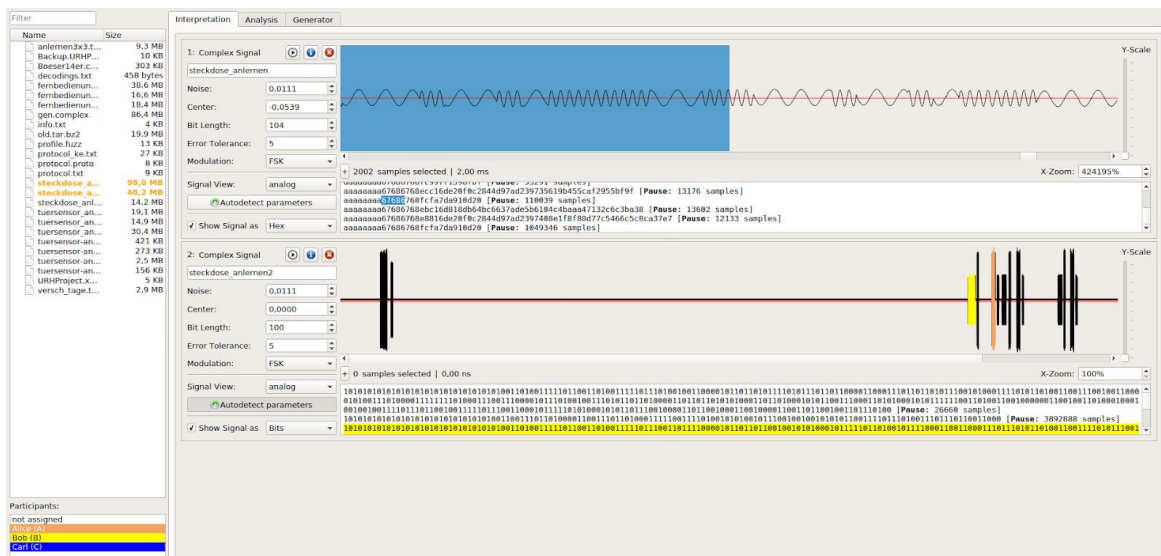 Filter
Name Size
anlernen3x3.t... 9,3 MB
Backup.URHP... 10 KB
Boeser14er.c... 303 KB
decodings.txt 458 bytes
fernbedienun... 38,6 MB
fernbedienun... 16,6 MB
fernbedienun... 18,4 MB
gen.complex 86,4 MB
info.txt 4 KB
old.tar.bz2 19,9 MB
profile.fuzz 13 KB
protocol_ke.txt 27 KB
protocol.proto 8 KB
protocol.txt 9 KB
steckdose_a... 98,0 MB
steckdose_a... 48,2 MB
steckdose_anl... 14,2 MB
tuersensor_an... 19,1 MB
tuersensor_an... 14,9 MB
tuersensor_an... 30,4 MB
tuersensor-an... 421 KB
tuersensor-an... 273 KB
tuersensor-an... 2,5 MB
tuersensor-an... 156 KB
URHProject.x... 5 KB
versch_tage.t... 2,9 MB
Participants:
not assigned
Alice (A)
Bob (B)
Carl (C)
Interpretation Analysis Generator
1: Complex Signal
steckdose_anlernen
Noise: 0,0111
Center: -0,0539
Bit Length: 104
Error Tolerance: 5
Modulation: FSK
Signal View: analog
Autodetect parameters
Show Signal as Hex
Y-Scale
+ 2002 samples selected | 2,00 ms
X-Zoom: 424195%
aaaaaaaa67686768ecc16de20f0c2844d97ad239735619b455caf2955bf9f [Pause: 13176 samples]
aaaaaaaa67686768fcfa7da910d20 [Pause: 110039 samples]
aaaaaaaa67686768ebc16d818db64bc6637ade5b6104c4baaa47132c6c3ba38 [Pause: 13602 samples]
aaaaaaaa67686768e816de20f0c2844d97ad2397408e1f8f88d77c5466c5c8ca37e7 [Pause: 12133 samples]
aaaaaaaa67686768fcfa7da910d20 [Pause: 1049346 samples]
2: Complex Signal
steckdose_anlernen2
Noise: 0,0111
Center: 0,0000
Bit Length: 100
Error Tolerance: 5
Modulation: FSK
Signal View: analog
Autodetect parameters
Show Signal as Bits
Y-Scale
+ 0 samples selected | 0,00 ns
X-Zoom: 100%
[Pause: 26660 samples]
[Pause: 3892888 samples]